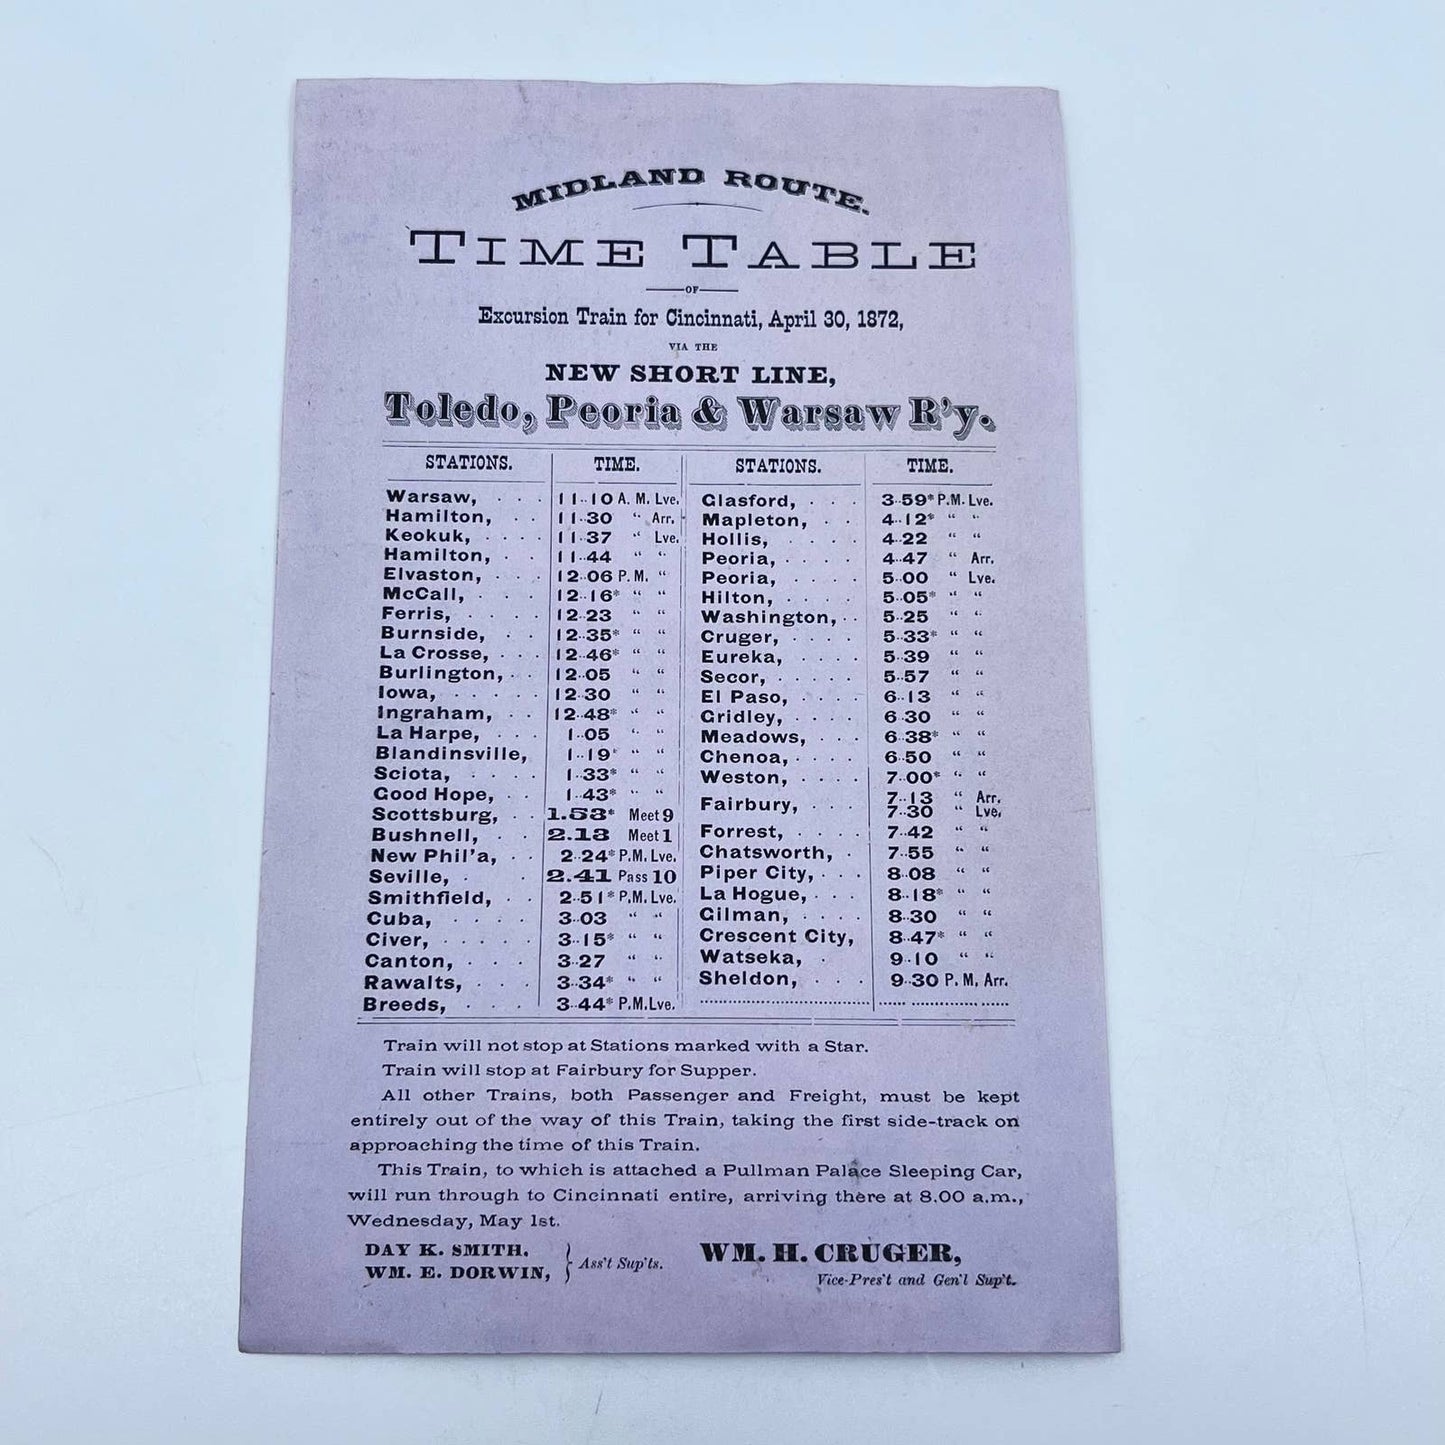 MIDLAND ROUTE.
TIME TABLE
OF
Excursion Train for Cincinnati, April 30, 1872,
VIA THE
NEW SHORT LINE,
Toledo, Peoria & Warsaw R'y.
STATIONS. TIME.
Warsaw, . . . 11..10 A. M. Lve.
Hamilton, . . 11..30 " Arr.
Keokuk, . . . . 11..37 " Lve.
Hamilton, . . 11..44 " "
Elvaston, . . . 12..06 P. M. "
McCall, . . . 12..16* " "
Ferris, . . . . 12..23 " "
Burnside, . . 12..35* " "
La Crosse, . . . 12..46* " "
Burlington, . . 12..05 " "
Iowa, . . . . . 12..30 " "
Ingraham, . . 12..48* " "
La Harpe, . . . 1..05 " "
Blandinsville, 1..19* " "
Sciota, . . . . 1..33* " "
Good Hope, . . 1..43* " "
Scottsburg, . . 1.53* Meet 9
Bushnell, . . 2.13 Meet 1
New Phil'a, . . 2..24* P.M. Lve.
Seville, . . 2.41 Pass 10
Smithfield, . . 2..51* P.M. Lve.
Cuba, . . . . 3..03 " "
Civer, . . . . . 3..15* " "
Canton, . . . 3..27 " "
Rawalts, . . . 3..34* " "
Breeds, . . . 3..44* P.M.Lve.
STATIONS. TIME.
Glasford, . . . 3..59* P.M. Lve.
Mapleton, . . 4..12* " "
Hollis, . . . . 4..22 " "
Peoria, . . . . 4..47 " Arr.
Peoria, . . . . 5..00 " Lve.
Hilton, . . . . 5..05* " "
Washington, . . 5..25 " "
Cruger, . . . . 5..33* " "
Eureka, . . . . 5..39 " "
Secor, . . . . . 5..57 " "
El Paso, . . . . 6..13 " "
Gridley, . . . . 6 30 " "
Meadows, . . . 6..38* " "
Chenoa, . . . . 6 50 " "
Weston, . . . . 7..00* " "
Fairbury, . . . 7..13 " Arr.
7..30 " Lve.
Forrest, . . . . 7..42 " "
Chatsworth, . 7..55 " "
Piper City, . . . 8..08 " "
La Hogue, . . . 8..18* " "
Gilman, . . . . 8..30 " "
Crescent City, 8..47* " "
Watseka, . 9..10 " "
Sheldon, . . . 9..30 P. M. Arr.
Train will not stop at Stations marked with a Star.
Train will stop at Fairbury for Supper.
All other Trains, both Passenger and Freight, must be kept
entirely out of the way of this Train, taking the first side-track on
approaching the time of this Train.
This Train, to which is attached a Pullman Palace Sleeping Car,
will run through to Cincinnati entire, arriving there at 8.00 a.m.,
Wednesday, May 1st.
DAY K. SMITH,
WM. E. DORWIN, } Ass't Sup'ts.
WM. H. CRUGER,
Vice-Pres't and Gen'l Sup't.